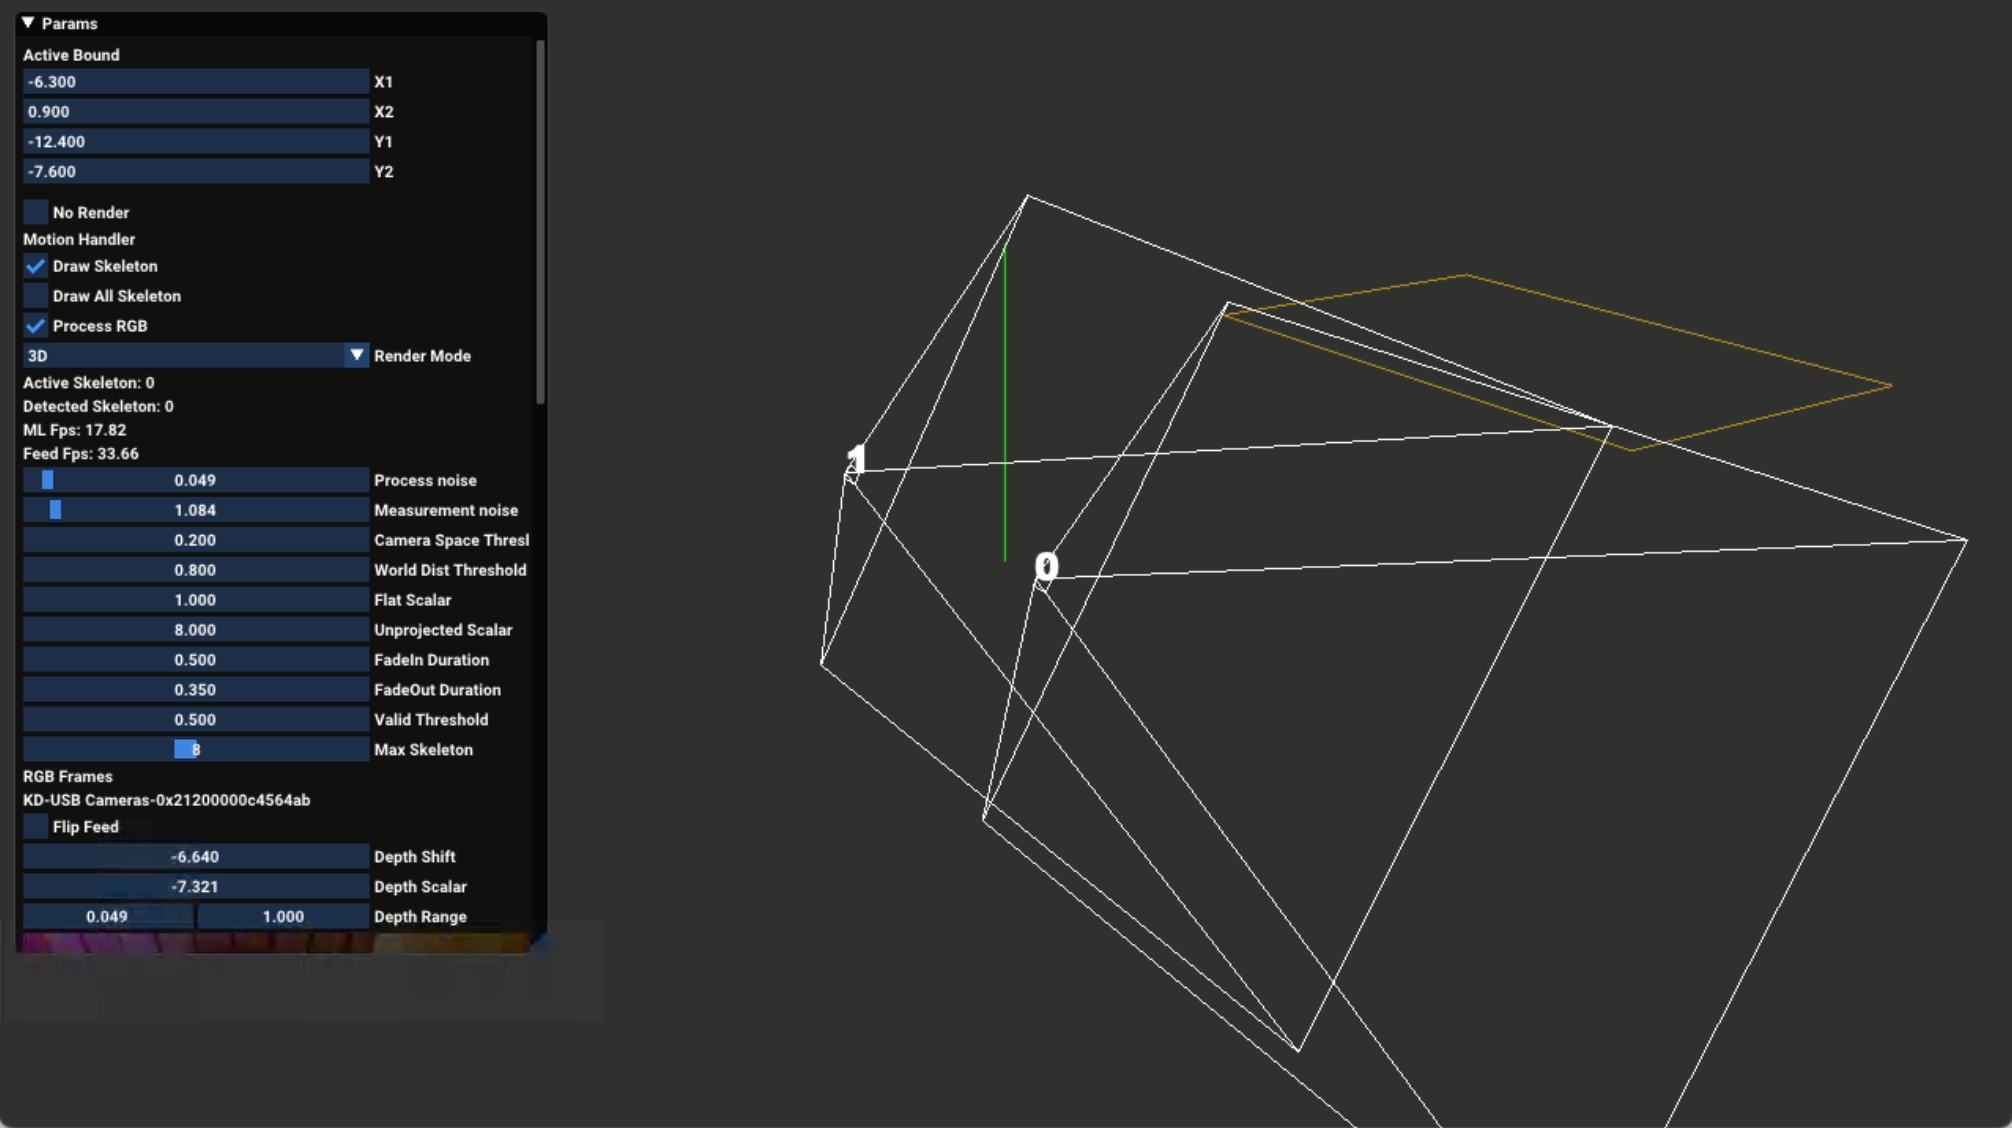 Params
Active Bound
-6.300 X1
0.900 X2
-12.400 Y1
-7.600 Y2
No Render
Motion Handler
Draw Skeleton
Draw All Skeleton
Process RGB
3D Render Mode
Active Skeleton: 0
Detected Skeleton: 0
ML Fps: 17.82
Feed Fps: 33.66
0.049 Process noise
1.084 Measurement noise
0.200 Camera Space Thresl
0.800 World Dist Threshold
1.000 Flat Scalar
8.000 Unprojected Scalar
0.500 FadeIn Duration
0.350 FadeOut Duration
0.500 Valid Threshold
8 Max Skeleton
RGB Frames
KD-USB Cameras-0x21200000c4564ab
Flip Feed
-6.640 Depth Shift
-7.321 Depth Scalar
0.049 1.000 Depth Range
1
0